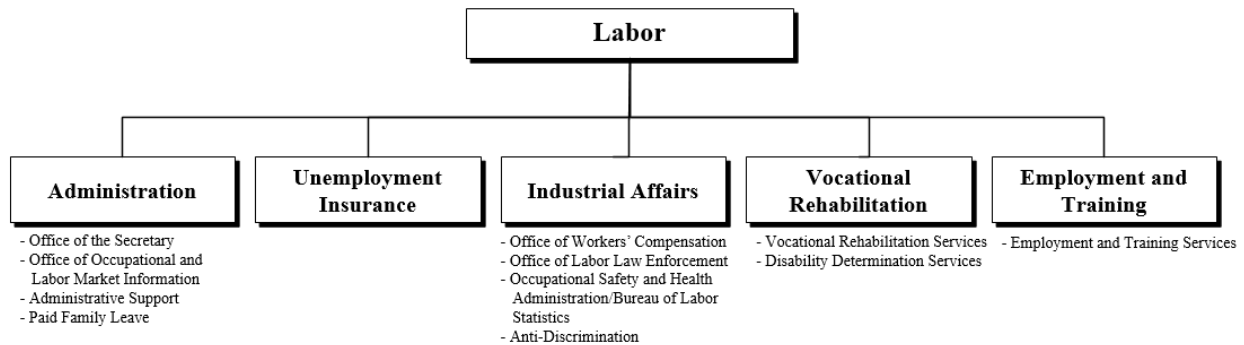 Labor
Administration
- Office of the Secretary
- Office of Occupational and
Labor Market Information
- Administrative Support
- Paid Family Leave
Unemployment
Insurance
Industrial Affairs
- Office of Workers’ Compensation
- Office of Labor Law Enforcement
- Occupational Safety and Health
Administration/Bureau of Labor
Statistics
- Anti-Discrimination
Vocational
Rehabilitation
- Vocational Rehabilitation Services
- Disability Determination Services
Employment and
Training
- Employment and Training Services